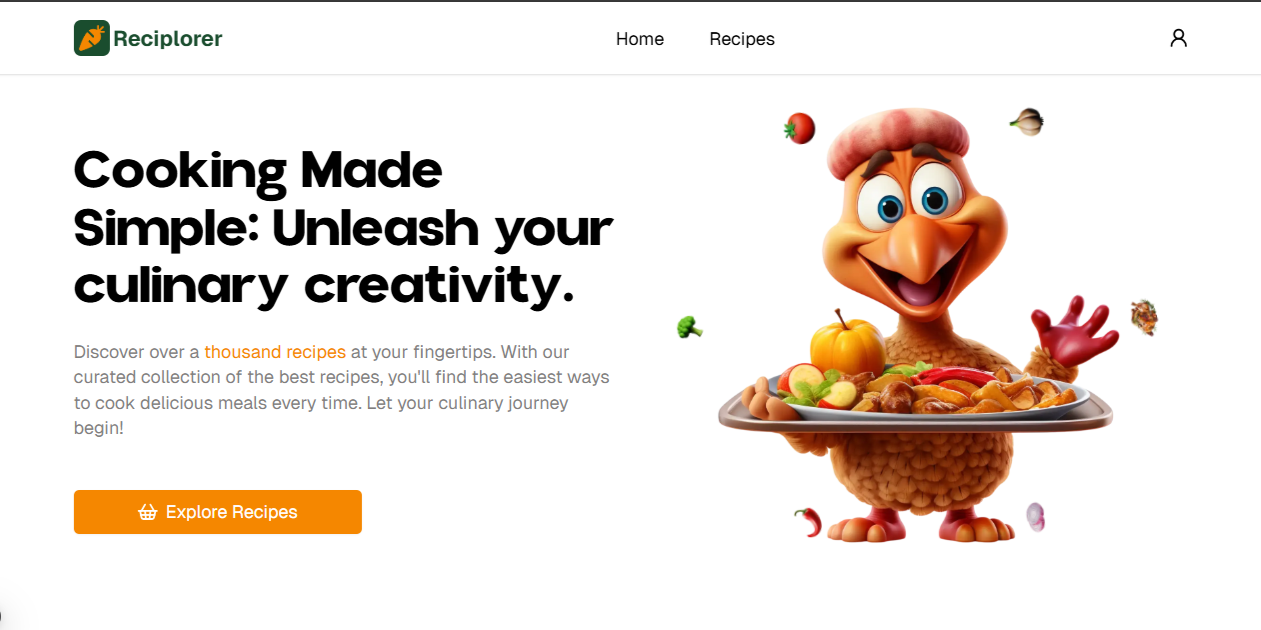 Reciplorer
Home
Recipes
Cooking Made
Simple: Unleash your
culinary creativity.
Discover over a thousand recipes at your fingertips. With our
curated collection of the best recipes, you'll find the easiest ways
to cook delicious meals every time. Let your culinary journey
begin!
Explore Recipes